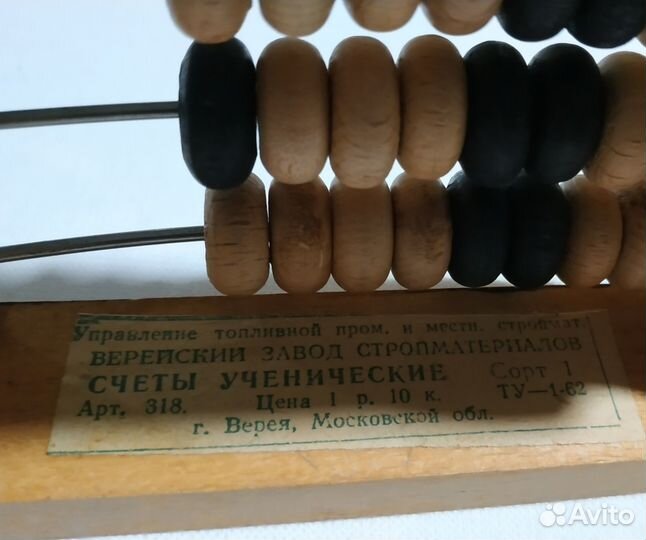 Управление топливной пром. и местн. строймат.
ВЕРЕЙСКИЙ ЗАВОД СТРОЙМАТЕРИАЛОВ
СЧЕТЫ УЧЕНИЧЕСКИЕ Сорт 1
Арт. 318. Цена 1 р. 10 к. ТУ—1-62
г. Верея, Московской обл.
Avito